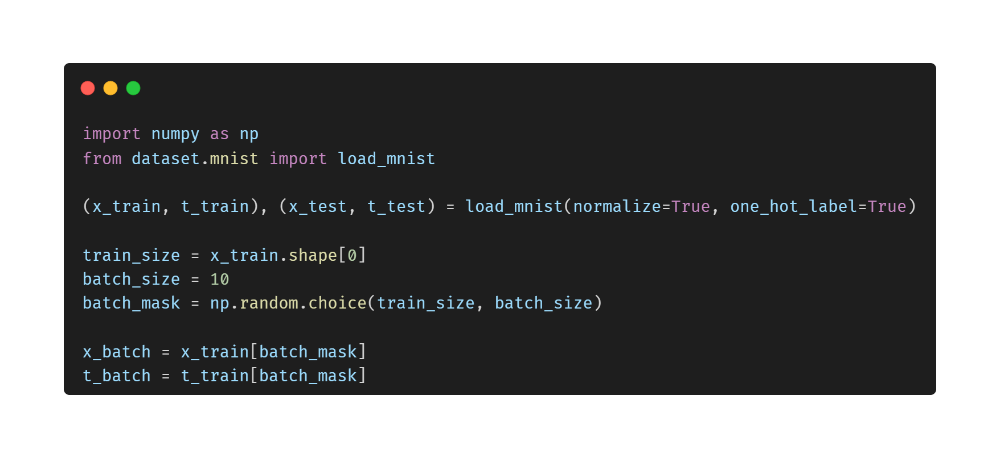 import numpy as np
from dataset.mnist import load_mnist
(x_train, t_train), (x_test, t_test) = load_mnist(normalize=True, one_hot_label=True)
train_size = x_train.shape[0]
batch_size = 10
batch_mask = np.random.choice(train_size, batch_size)
x_batch = x_train[batch_mask]
t_batch = t_train[batch_mask]